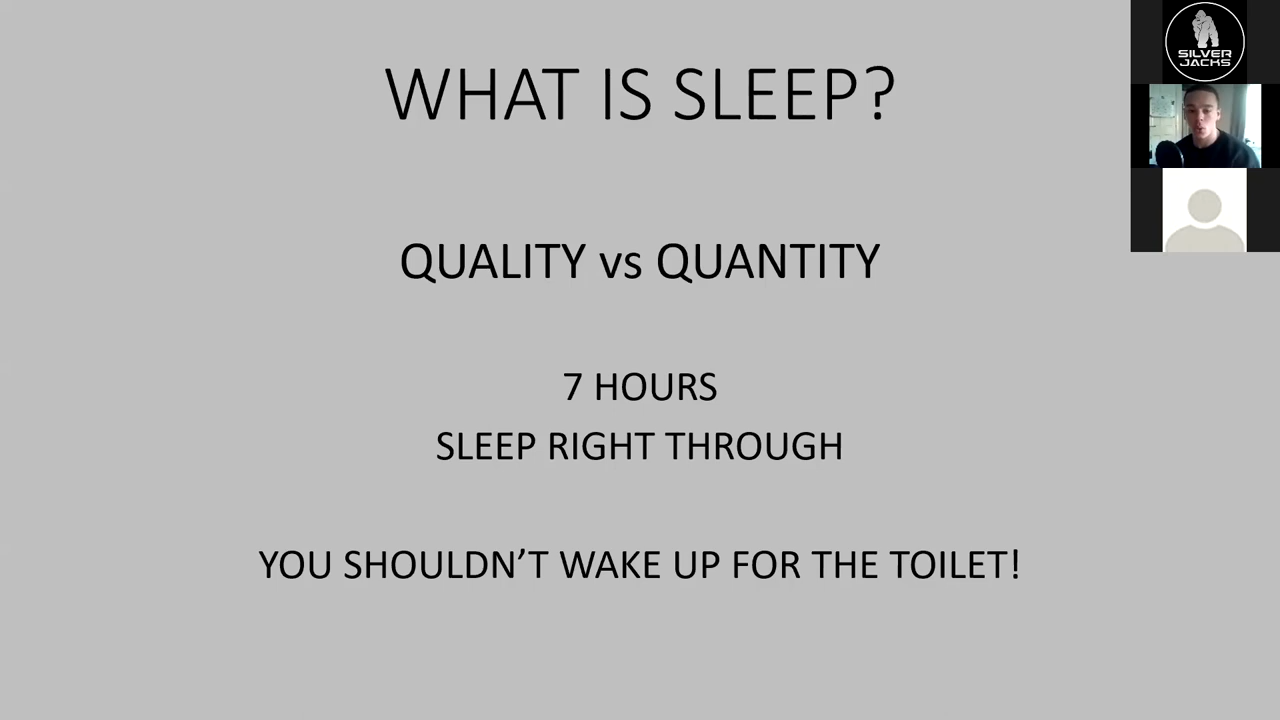 WHAT IS SLEEP?
QUALITY vs QUANTITY
7 HOURS
SLEEP RIGHT THROUGH
YOU SHOULDN’T WAKE UP FOR THE TOILET!
SILVER
JACKS